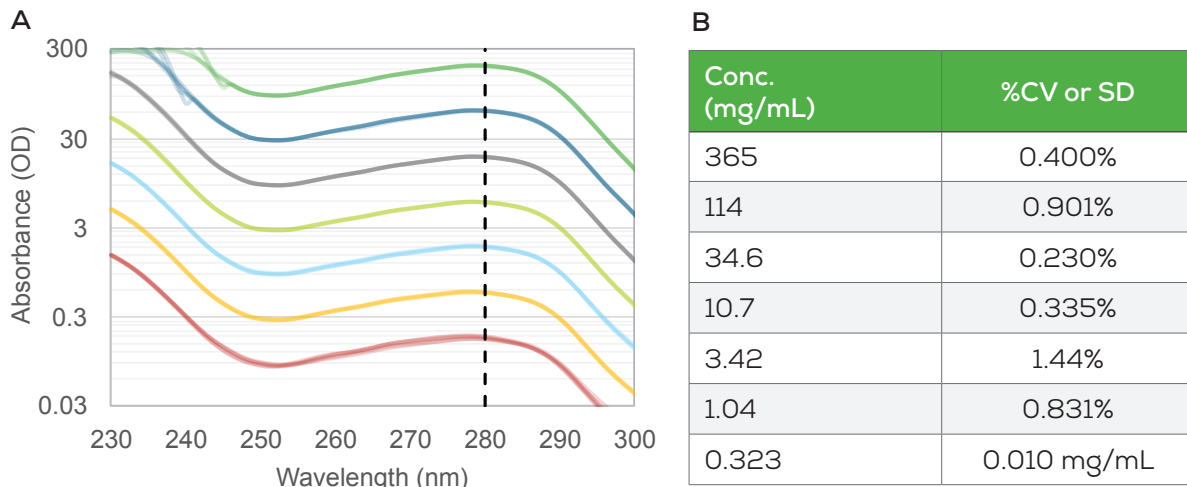 A
300
30
3
0.3
0.03
Absorbance (OD)
230 240 250 260 270 280 290 300
Wavelength (nm)
B
Conc.
(mg/mL)
%CV or SD
365 0.400%
114 0.901%
34.6 0.230%
10.7 0.335%
3.42 1.44%
1.04 0.831%
0.323 0.010 mg/mL